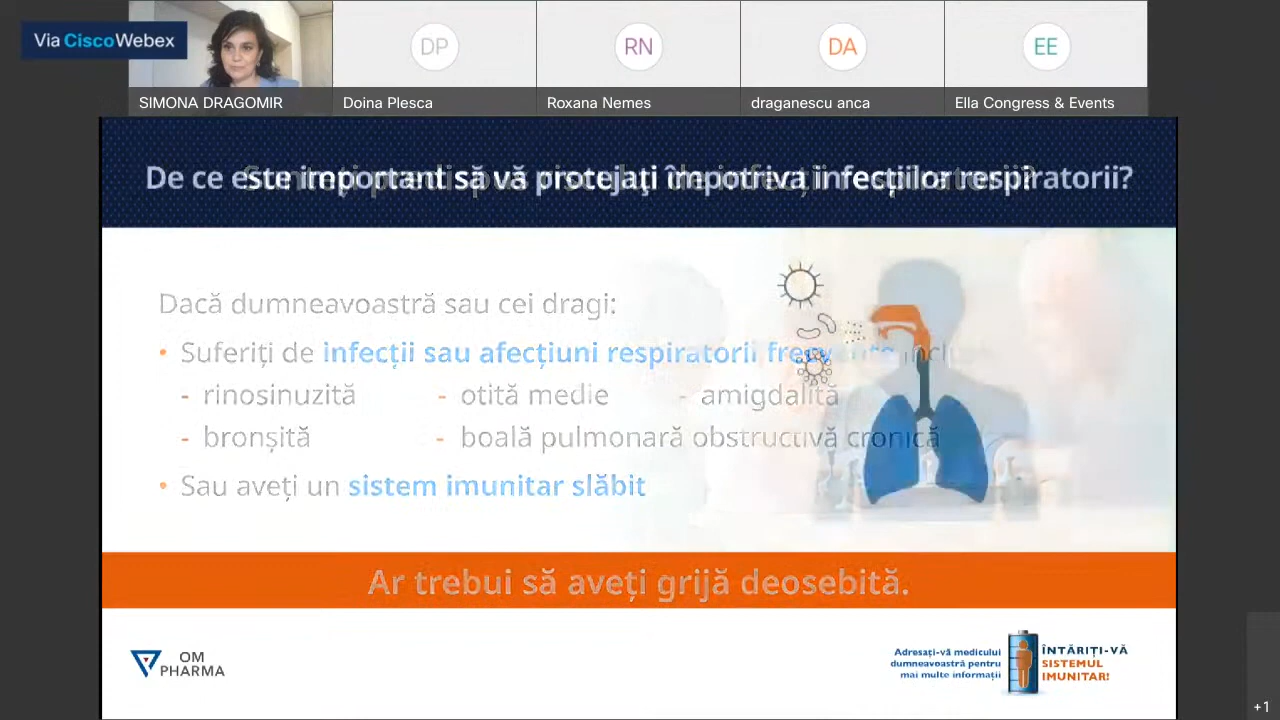 Via Cisco Webex
DP
RN
DA
EE
SIMONA DRAGOMIR
Doina Plesca
Roxana Nemes
draganescu anca
Ella Congress & Events
De ce este important să vă protejați împotriva infecțiilor respiratorii?
Dacă dumneavoastră sau cei dragi:
• Suferiți de infecții sau afecțiuni respiratorii frecvente
- rinosinuzită - otită medie - amigdalită
- bronșită - boală pulmonară obstructivă cronică
• Sau aveți un sistem imunitar slăbit
Ar trebui să aveți grijă deosebită.
OM
PHARMA
Adresați-vă medicului
dumneavoastră pentru
mai multe informații
ÎNTĂRIȚI-VĂ
SISTEMUL
IMUNITAR!
+1